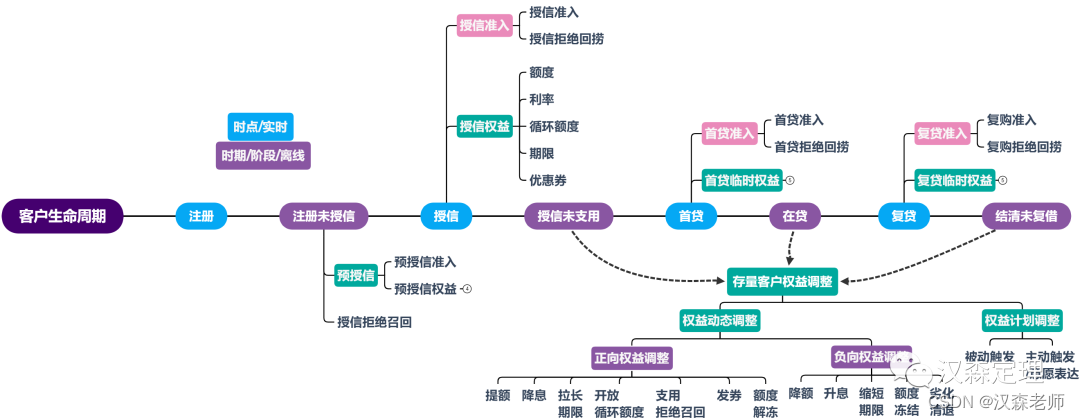 授信准入
授信准入
授信拒绝回捞
额度
利率
授信权益
循环额度
期限
优惠券
时点/实时
时期/阶段/离线
首贷准入
首贷准入
首贷拒绝回捞
首贷临时权益
5
复贷准入
复购准入
复购拒绝回捞
复贷临时权益
5
客户生命周期
注册
注册未授信
授信
授信未支用
首贷
在贷
复贷
结清未复借
预授信
预授信准入
预授信权益
4
授信拒绝召回
存量客户权益调整
权益动态调整
权益计划调整
正向权益调整
负向权益调整
被动触发
主动触发
提额
降息
拉长
期限
开放
循环额度
支用
拒绝召回
发券
额度
解冻
降额
升息
缩短
期限
额度
冻结
劣化
清退
汉森定理
CSDN @汉森老师